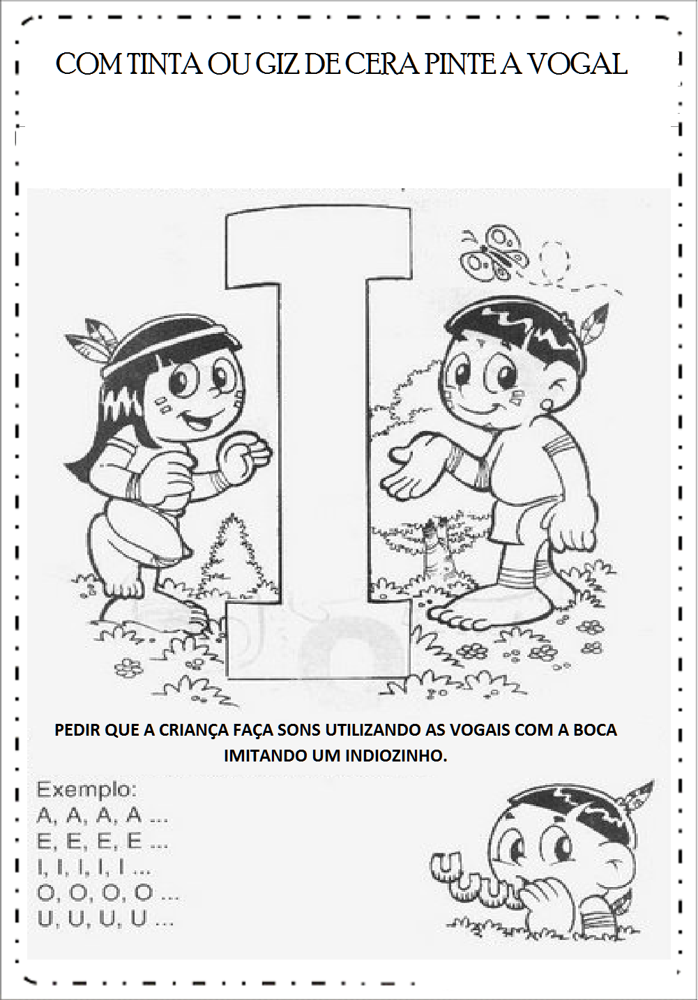 COM TINTA OU GIZ DE CERA PINTE A VOGAL
I
PEDIR QUE A CRIANÇA FAÇA SONS UTILIZANDO AS VOGAIS COM A BOCA
IMITANDO UM INDIOZINHO.
Exemplo:
A, A, A, A ...
E, E, E, E ...
I, I, I, I, I ...
O, O, O, O ...
U, U, U, U ...
U U U U